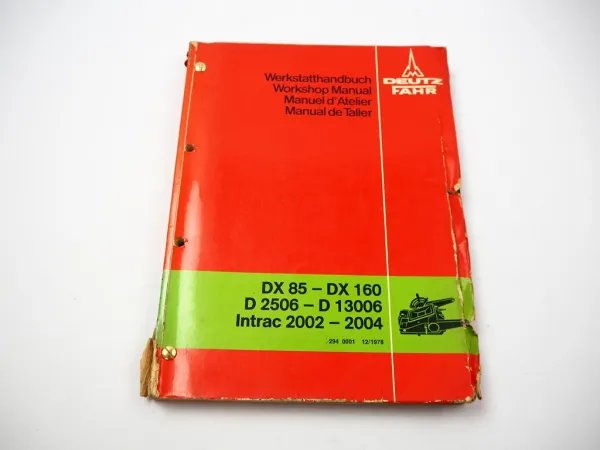 Werkstatthandbuch
Workshop Manual
Manuel d'Atelier
Manual de Taller
DEUTZ
FAHR
DX 85 – DX 160
D 2506 – D 13006
Intrac 2002 – 2004
294 0001 12/1978